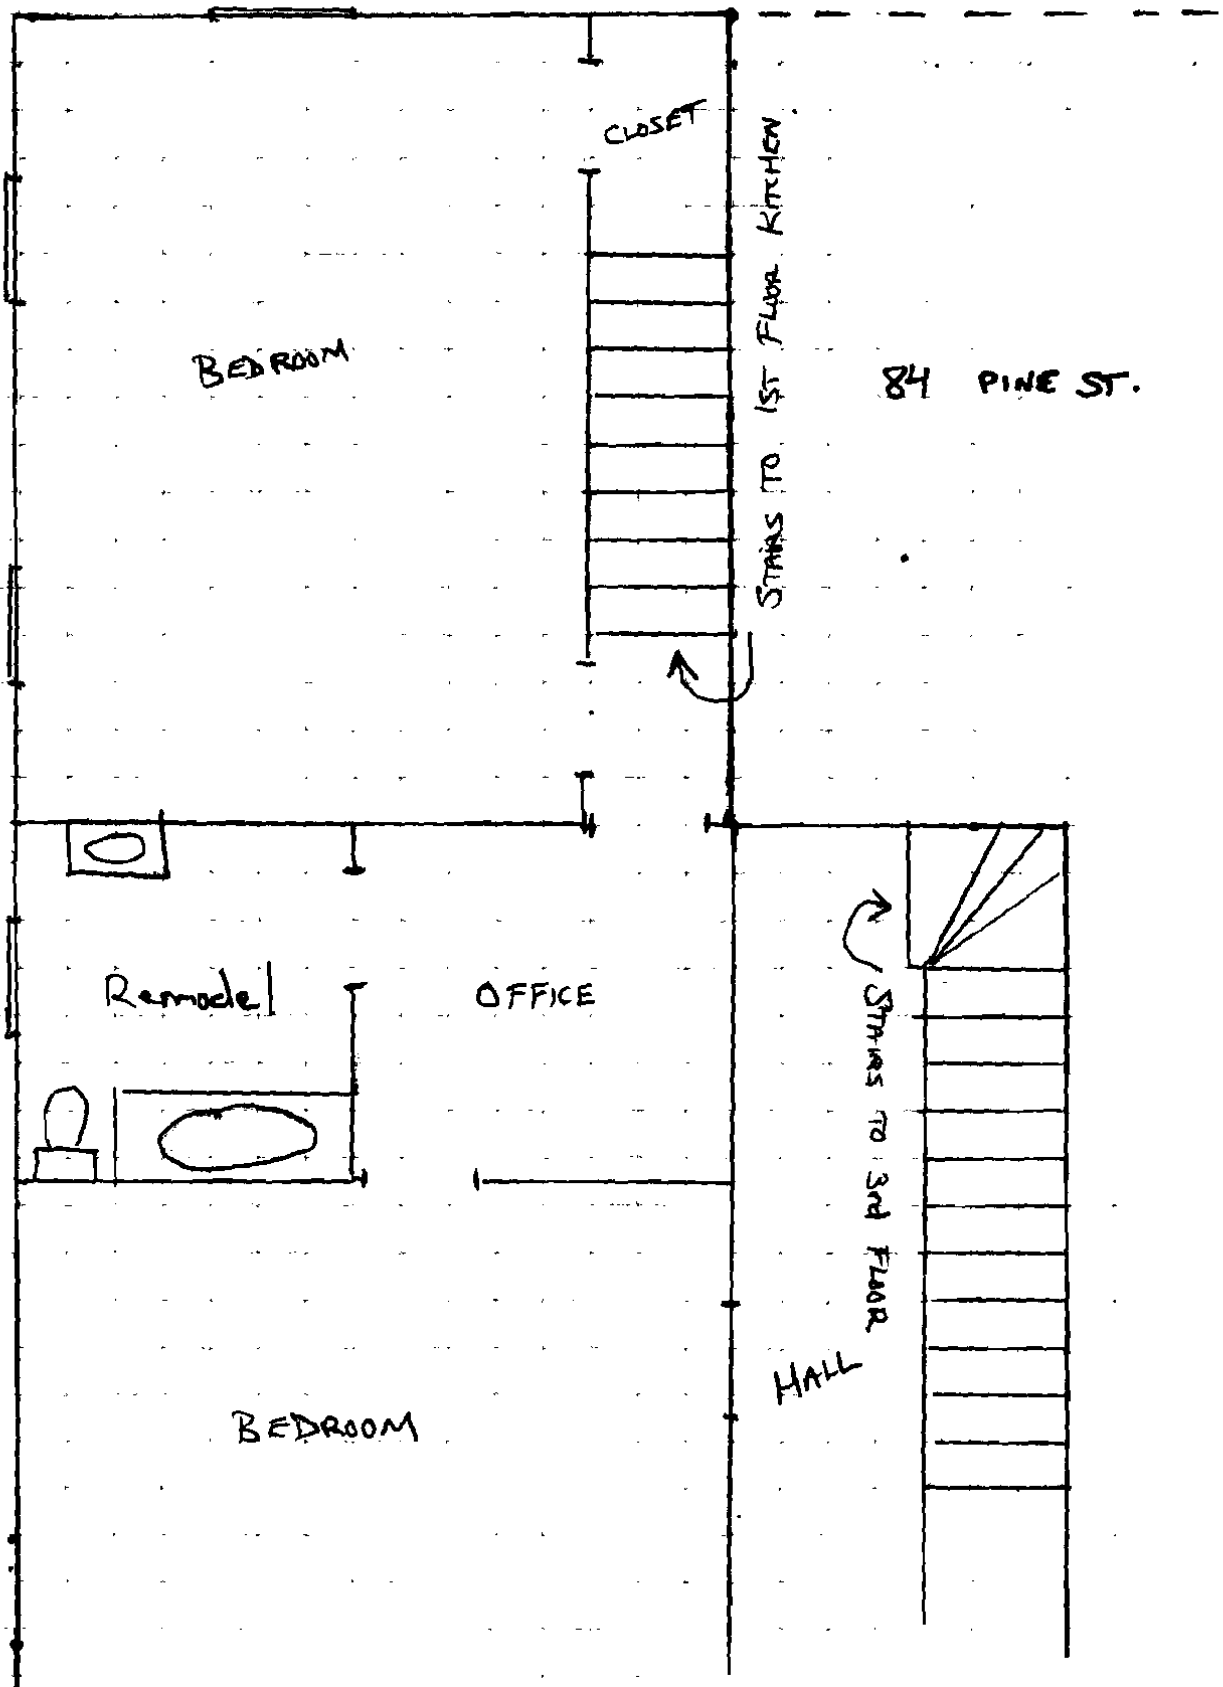 CLOSET
STAIRS TO 1ST FLOOR KITCHEN
BEDROOM
84 PINE ST.
Remodel
OFFICE
STAIRS TO 3rd FLOOR
HALL
BEDROOM